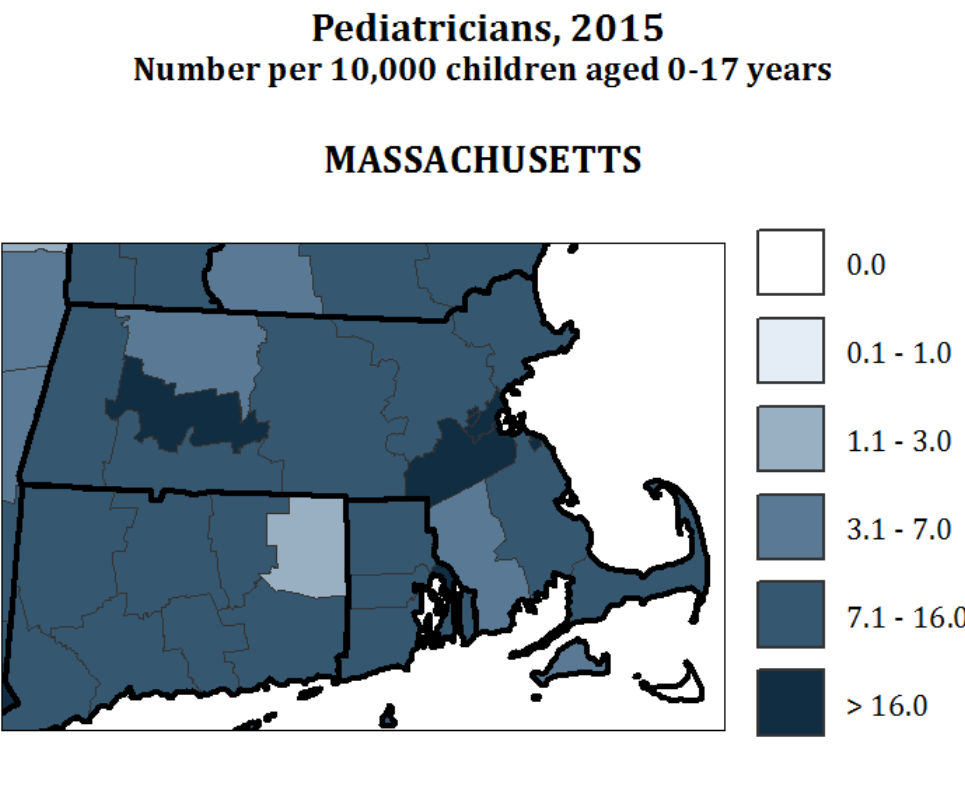 Pediatricians, 2015
Number per 10,000 children aged 0-17 years
MASSACHUSETTS
0.0
0.1 - 1.0
1.1 - 3.0
3.1 - 7.0
7.1 - 16.0
> 16.0